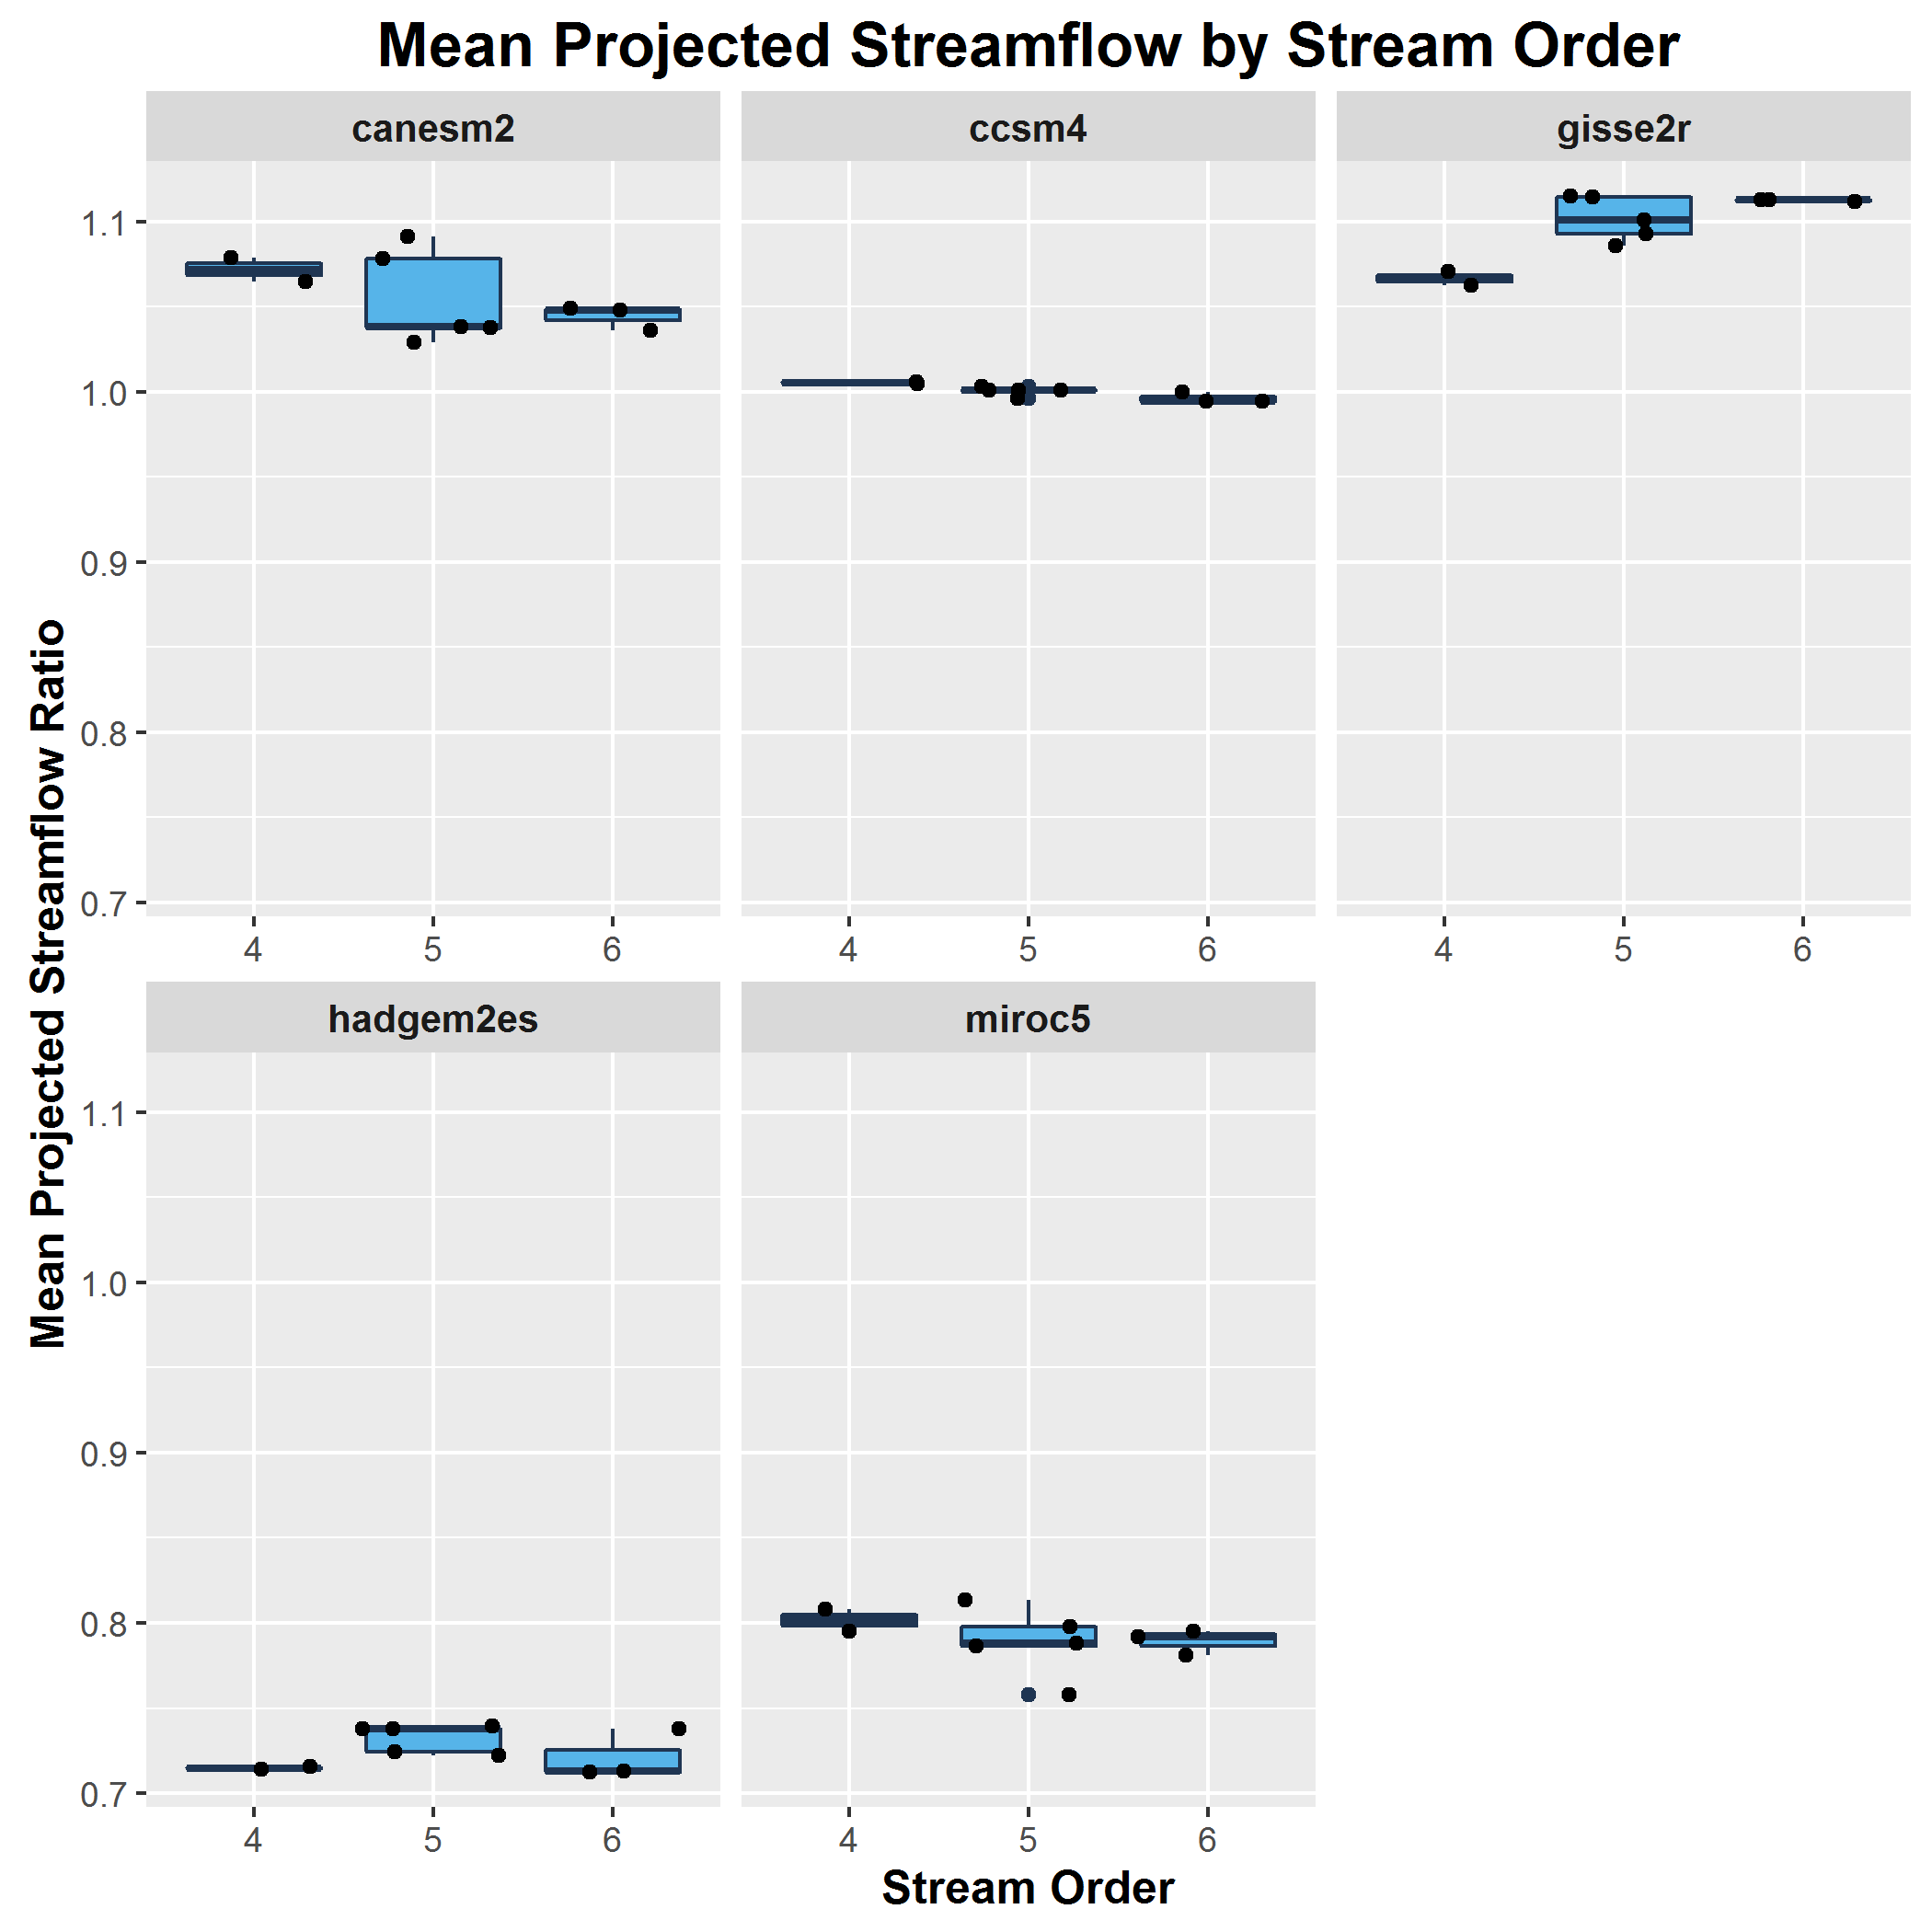 Mean Projected Streamflow by Stream Order
canesm2
ccsm4
gisse2r
1.1
1.0
0.9
0.8
0.7
4 5 6
4 5 6
4 5 6
Mean Projected Streamflow Ratio
hadgem2es
miroc5
1.1
1.0
0.9
0.8
0.7
4 5 6
4 5 6
Stream Order